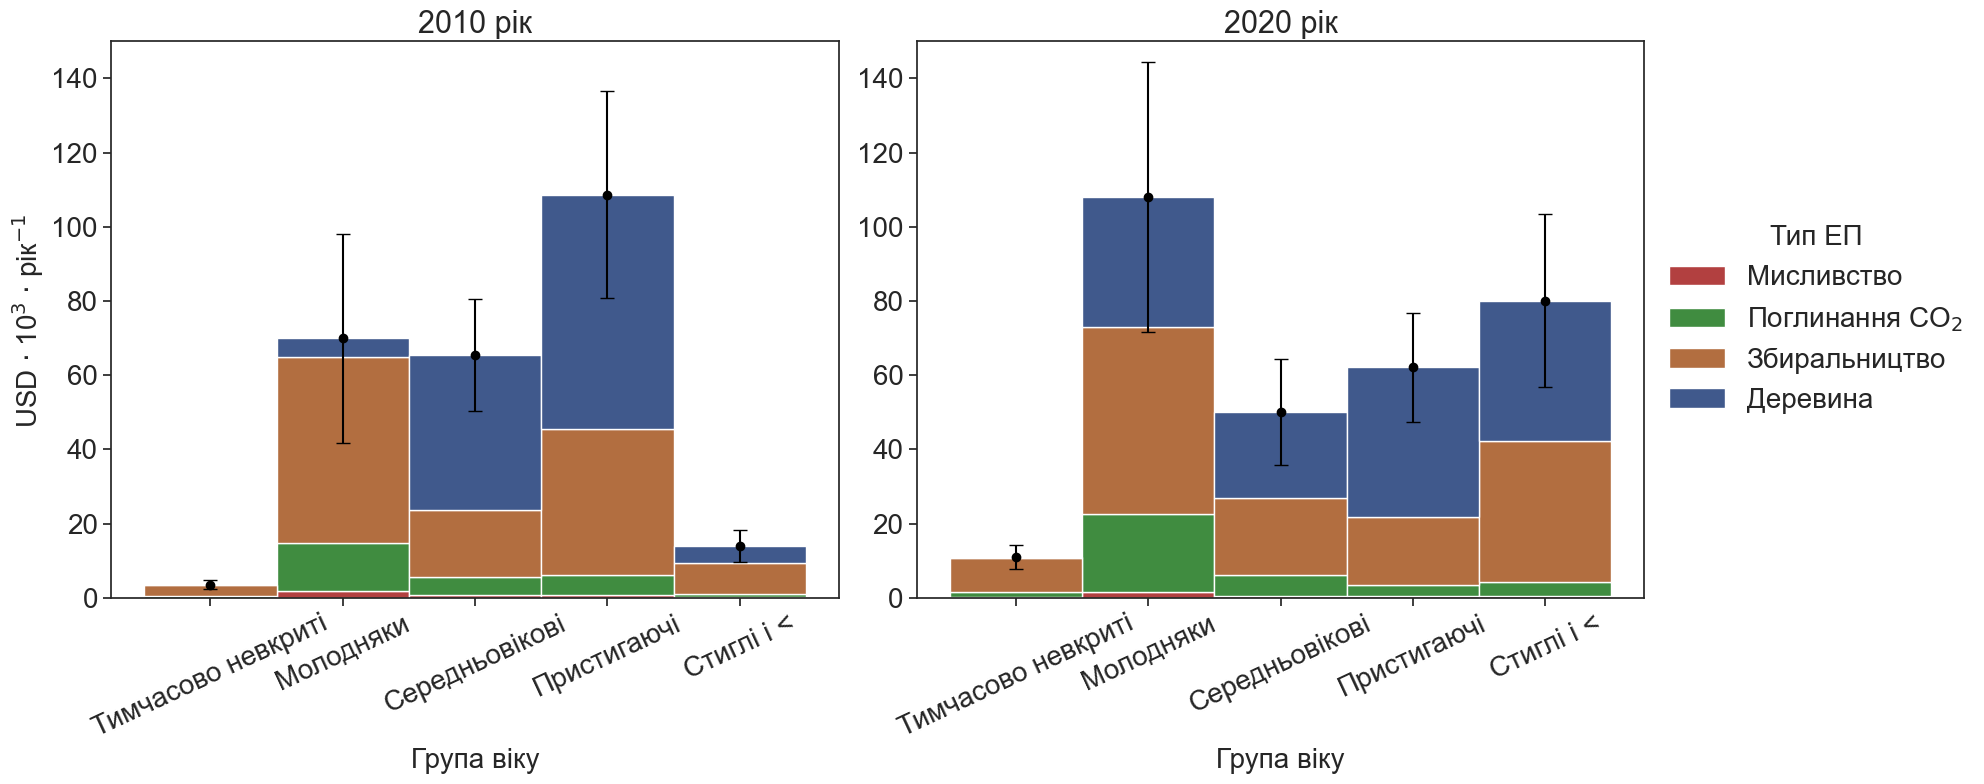 2010 рік
2020 рік
USD · 10³ · рік⁻¹
140
120
100
80
60
40
20
0
Тимчасово невкриті
Молодняки
Середньовікові
Пристигаючі
Стиглі і <
Група віку
140
120
100
80
60
40
20
0
Тимчасово невкриті
Молодняки
Середньовікові
Пристигаючі
Стиглі і <
Група віку
Тип ЕП
Мисливство
Поглинання CO₂
Збиральництво
Деревина